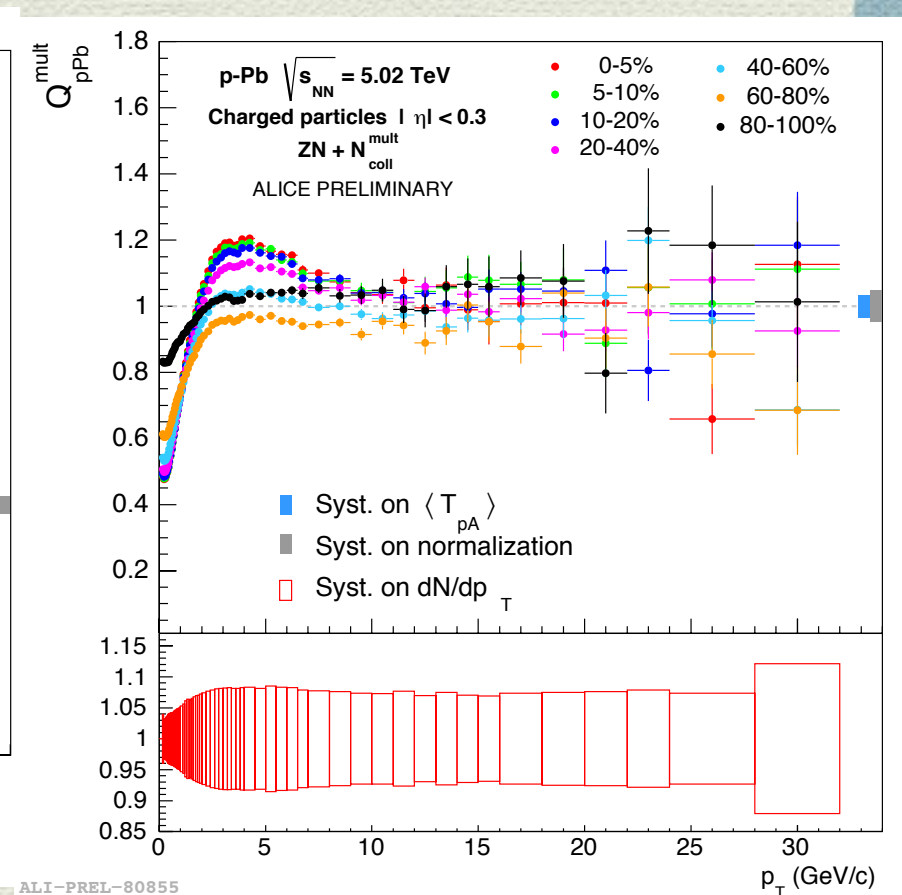 Q_pPb^mult
1.8
1.6
1.4
1.2
1
0.8
0.6
0.4
0.2
p-Pb √s_NN = 5.02 TeV
Charged particles | η| < 0.3
ZN + N_coll^mult
ALICE PRELIMINARY
0-5%
5-10%
10-20%
20-40%
40-60%
60-80%
80-100%
Syst. on ⟨ T_pA ⟩
Syst. on normalization
Syst. on dN/dp_T
1.15
1.1
1.05
1
0.95
0.9
0.85
0 5 10 15 20 25 30
p_T (GeV/c)
ALI-PREL-80855